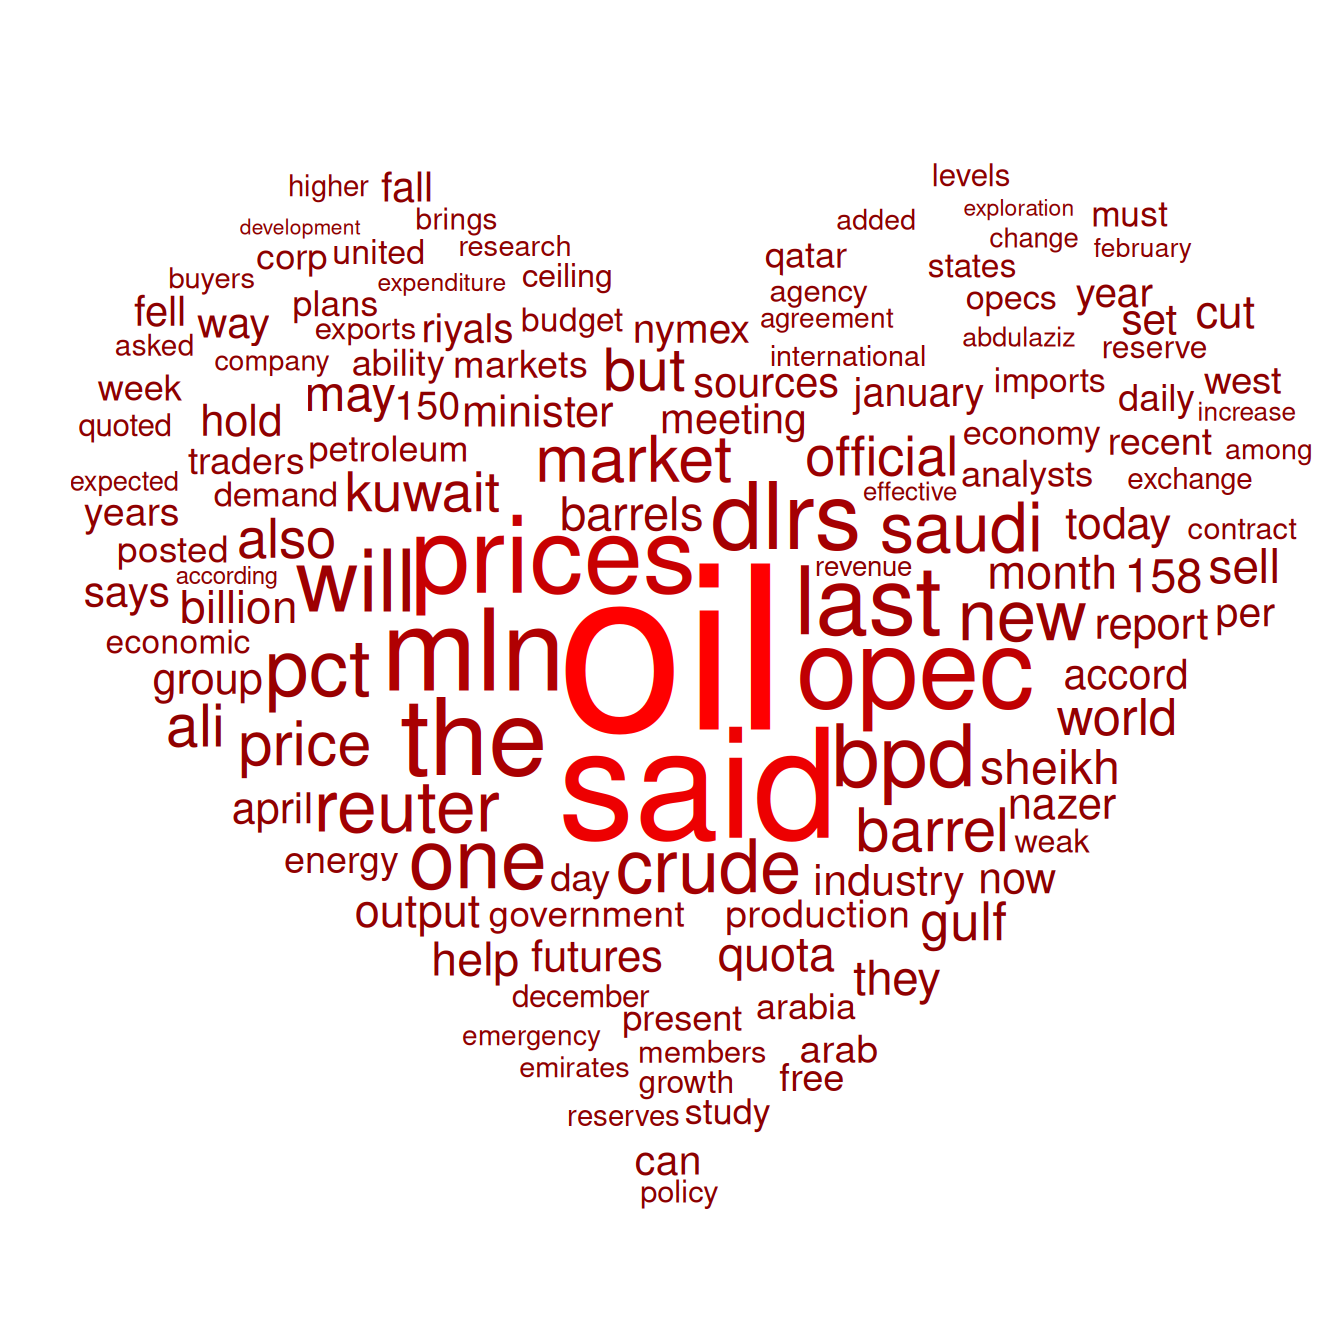 levels
higher fall
exploration must
brings added
development change
research february
corp united qatar
states
buyers expenditure ceiling
plans agency opecs year
fell way exports riyals budget nymex agreement set cut
asked abdulaziz reserve
company ability markets but international
week may 150 minister sources january imports daily west
quoted hold meeting increase
traders petroleum market official economy recent among
expected demand kuwait effective analysts exchange
years barrels dlrs saudi today contract
posted also prices
says according will revenue month 158 sell
billion last new report per
economic mln oil
group pct opec accord
ali price the world
said bpd sheikh
april reuter nazer
barrel weak
energy one day crude industry now
output government production gulf
help futures quota they
december
present arabia
emergency members arab
emirates growth free
reserves study
can
policy